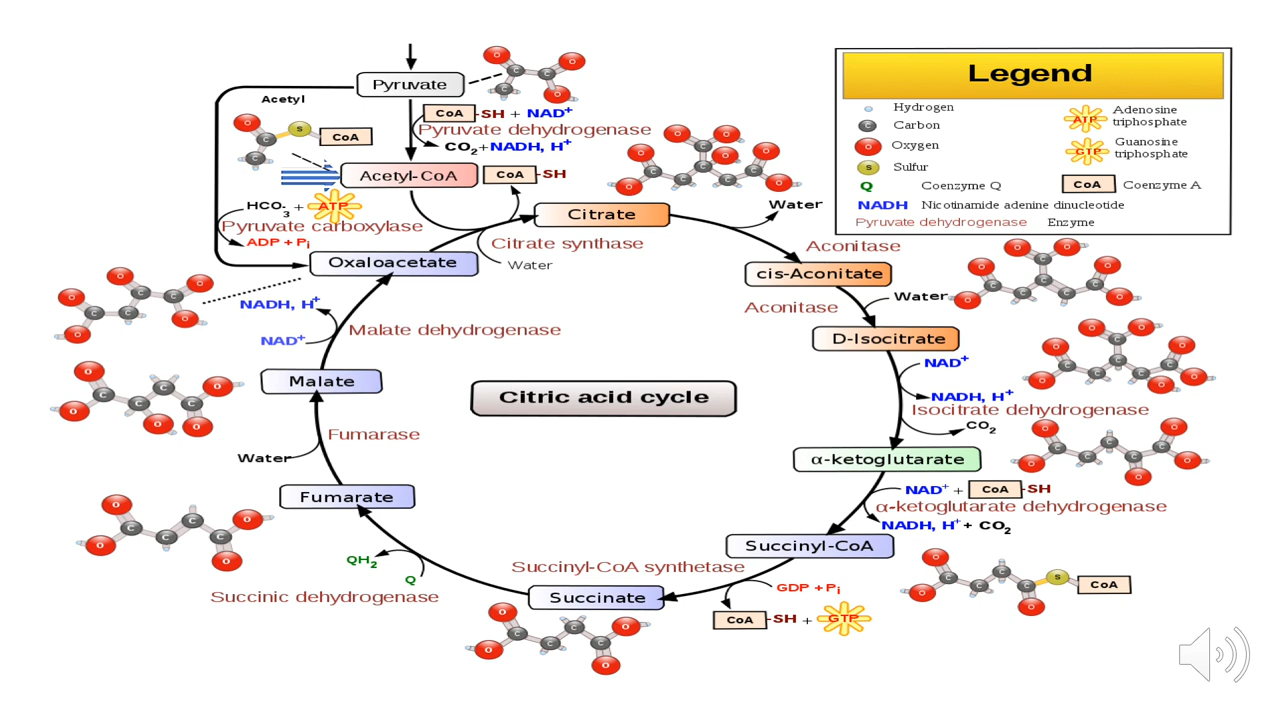 Pyruvate
Acetyl
CoA-SH + NAD+
Pyruvate dehydrogenase
CO2+NADH, H+
S CoA
Acetyl-CoA
CoA-SH
HCO3- + ATP
Pyruvate carboxylase
ADP + Pi
Oxaloacetate
Citrate
Citrate synthase
Water
Water
Aconitase
cis-Aconitate
Aconitase
Water
D-Isocitrate
NAD+
NADH, H+
Isocitrate dehydrogenase
CO2
α-ketoglutarate
NAD+ + CoA-SH
α-ketoglutarate dehydrogenase
NADH, H+ + CO2
Succinyl-CoA
S CoA
Succinyl-CoA synthetase
GDP + Pi
CoA-SH + GTP
Succinate
Succinic dehydrogenase
Q
QH2
Fumarate
Water
Fumarase
Malate
NAD+
NADH, H+
Malate dehydrogenase
Citric acid cycle
Legend
Hydrogen
C Carbon
O Oxygen
S Sulfur
Q Coenzyme Q
NADH Nicotinamide adenine dinucleotide
Pyruvate dehydrogenase Enzyme
ATP Adenosine
triphosphate
GTP Guanosine
triphosphate
CoA Coenzyme A